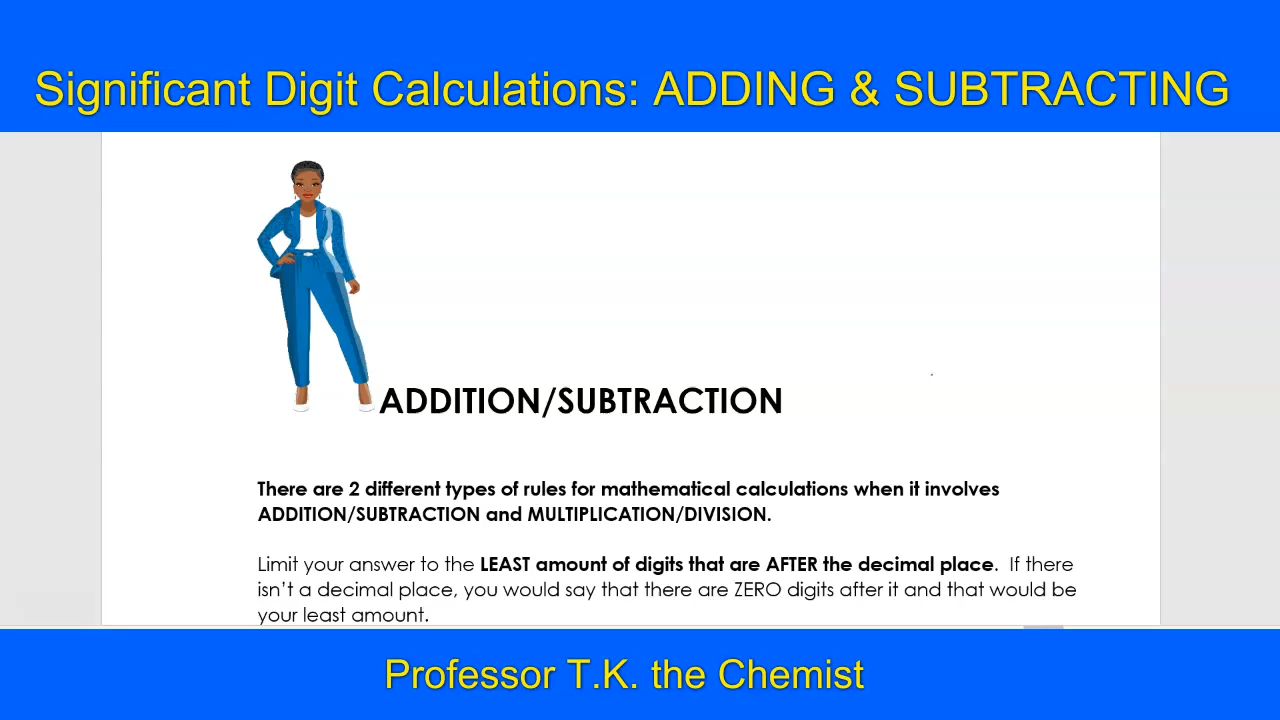 Significant Digit Calculations: ADDING & SUBTRACTING
ADDITION/SUBTRACTION
There are 2 different types of rules for mathematical calculations when it involves
ADDITION/SUBTRACTION and MULTIPLICATION/DIVISION.
Limit your answer to the LEAST amount of digits that are AFTER the decimal place. If there
isn’t a decimal place, you would say that there are ZERO digits after it and that would be
your least amount.
Professor T.K. the Chemist